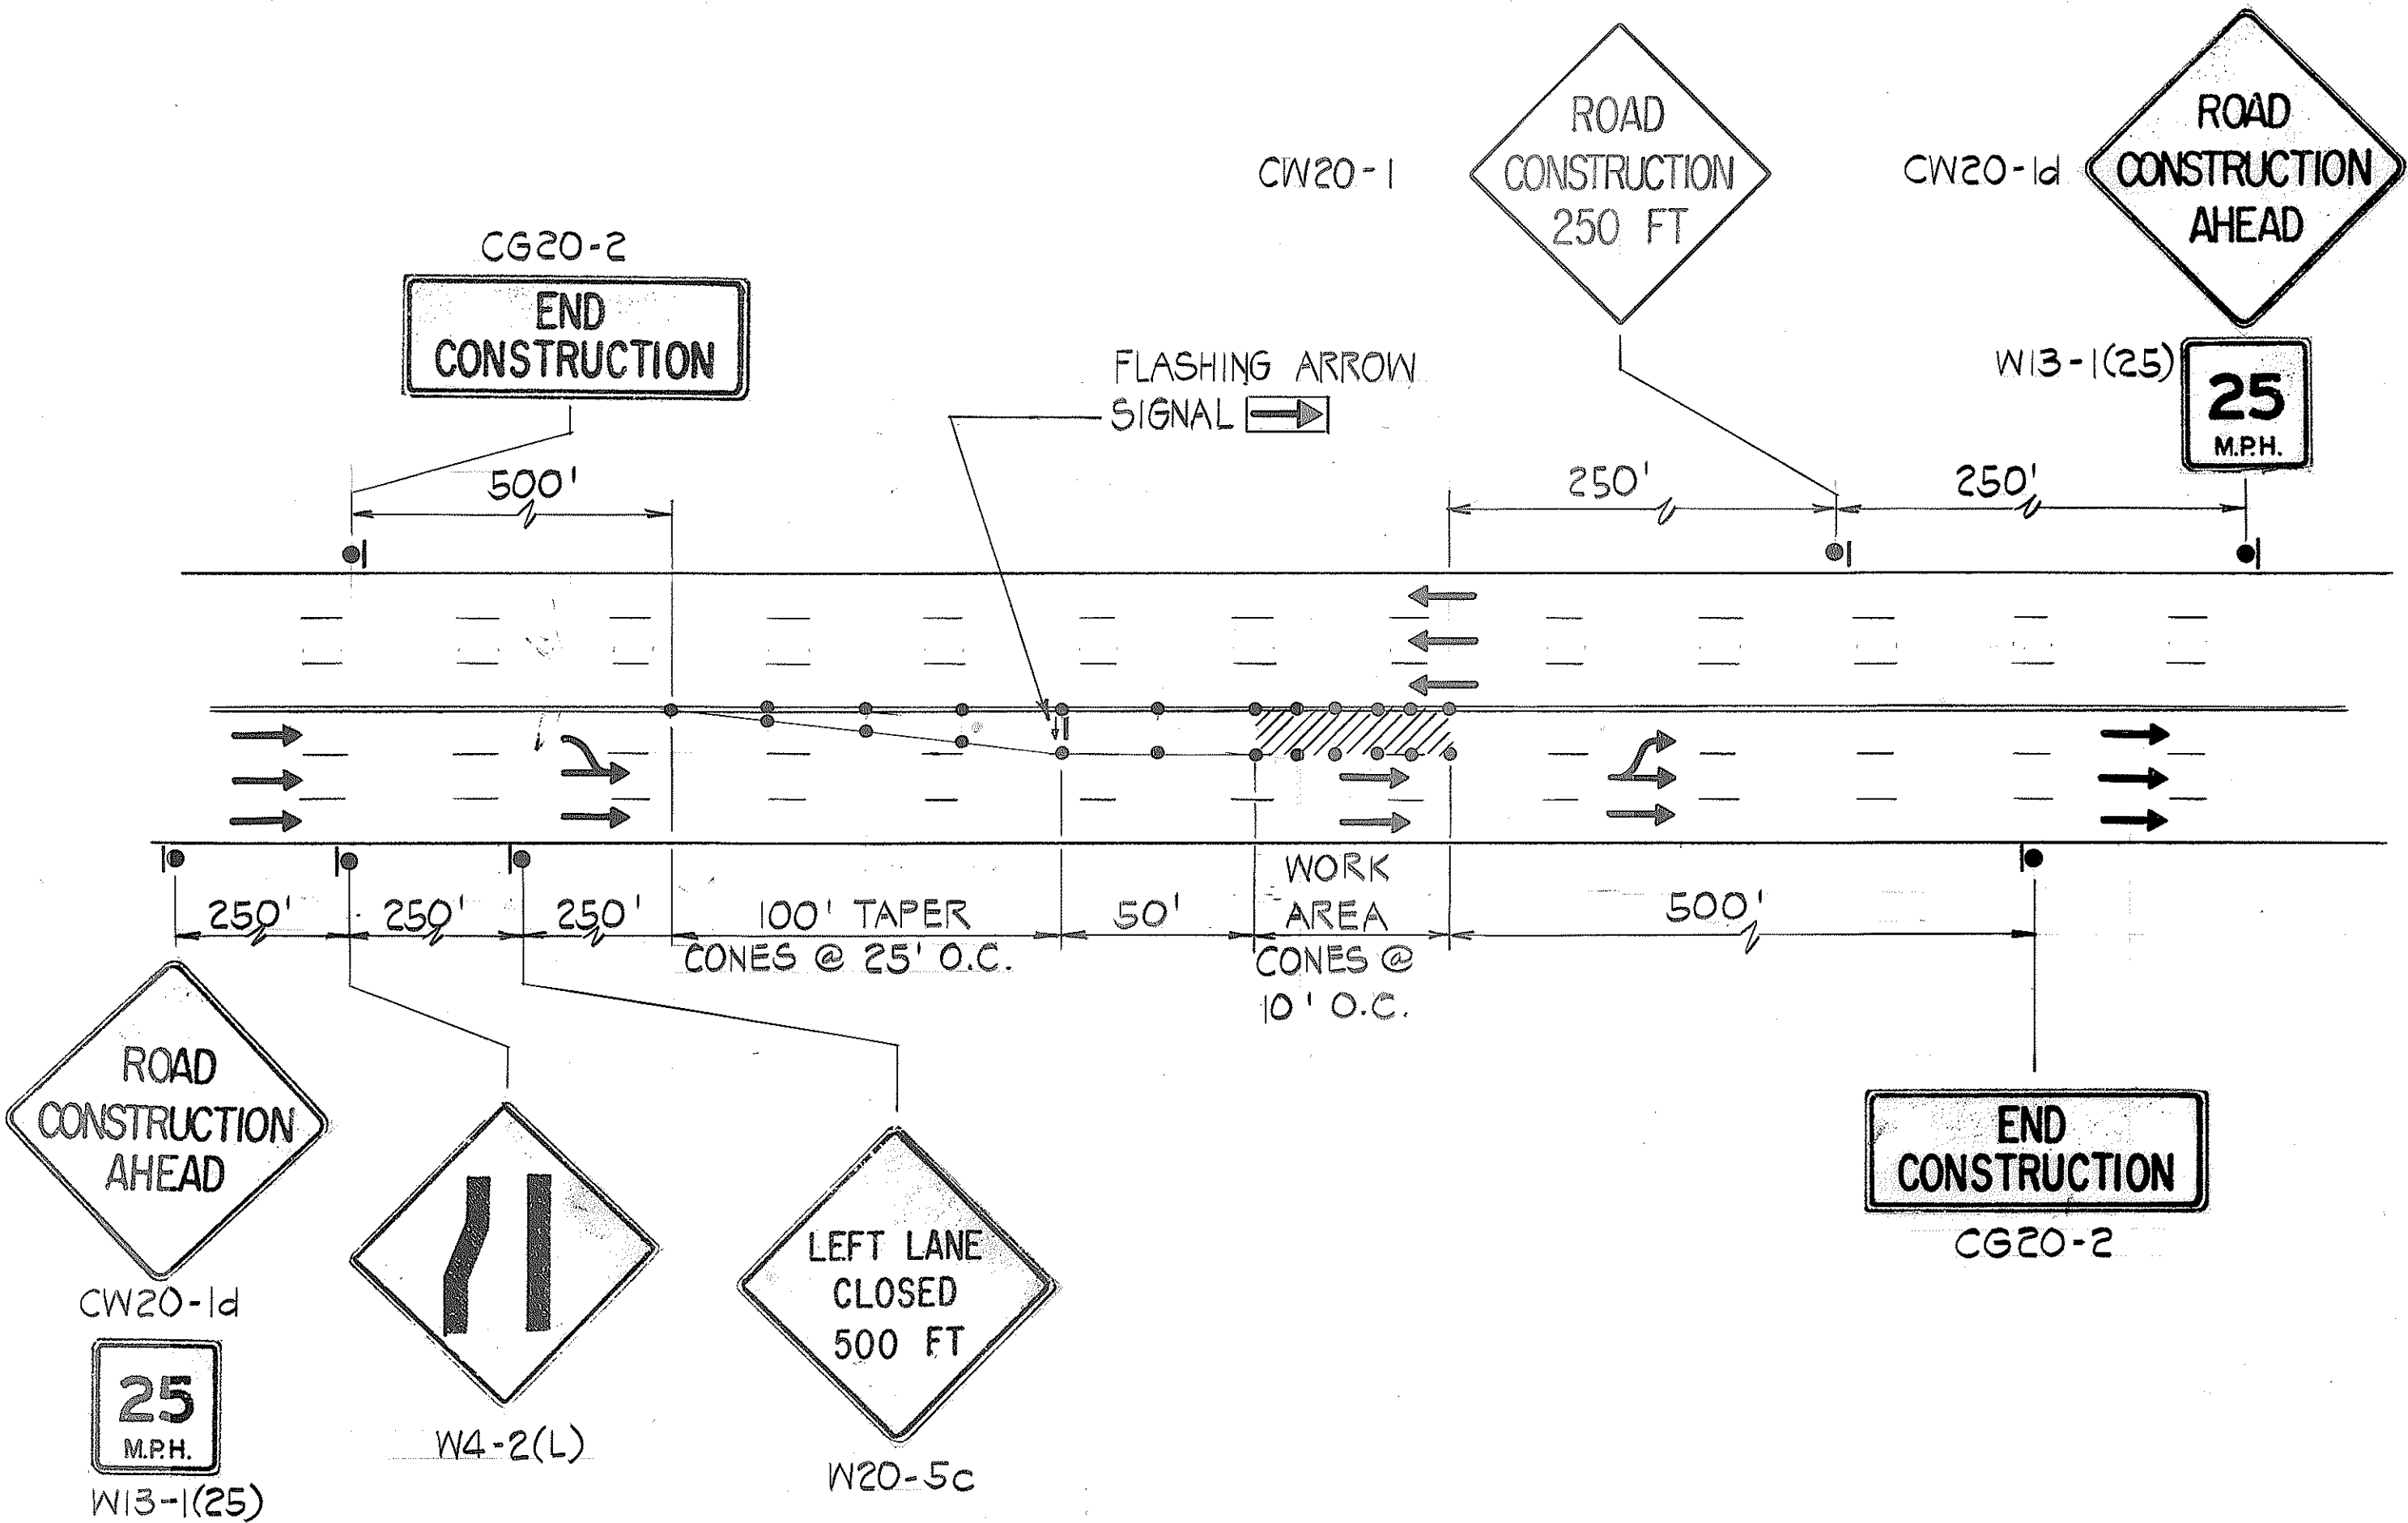 ROAD
CONSTRUCTION
250 FT
CW20-1
ROAD
CONSTRUCTION
AHEAD
CW20-1d
W13-1(25)
25
M.P.H.
CG20-2
END
CONSTRUCTION
FLASHING ARROW
SIGNAL
500'
250'
250'
250'
250'
250'
100' TAPER
CONES @ 25' O.C.
50'
WORK
AREA
CONES @
10' O.C.
500'
ROAD
CONSTRUCTION
AHEAD
CW20-1d
25
M.P.H.
W13-1(25)
W4-2(L)
LEFT LANE
CLOSED
500 FT
W20-5c
END
CONSTRUCTION
CG20-2